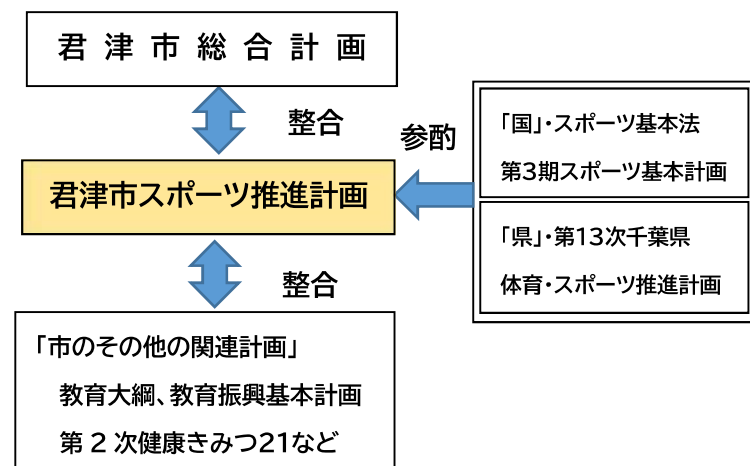 君津市総合計画
整合
参酌
「国」・スポーツ基本法
第3期スポーツ基本計画
君津市スポーツ推進計画
「県」・第13次千葉県
体育・スポーツ推進計画
整合
「市のその他の関連計画」
教育大綱、教育振興基本計画
第２次健康きみつ21など